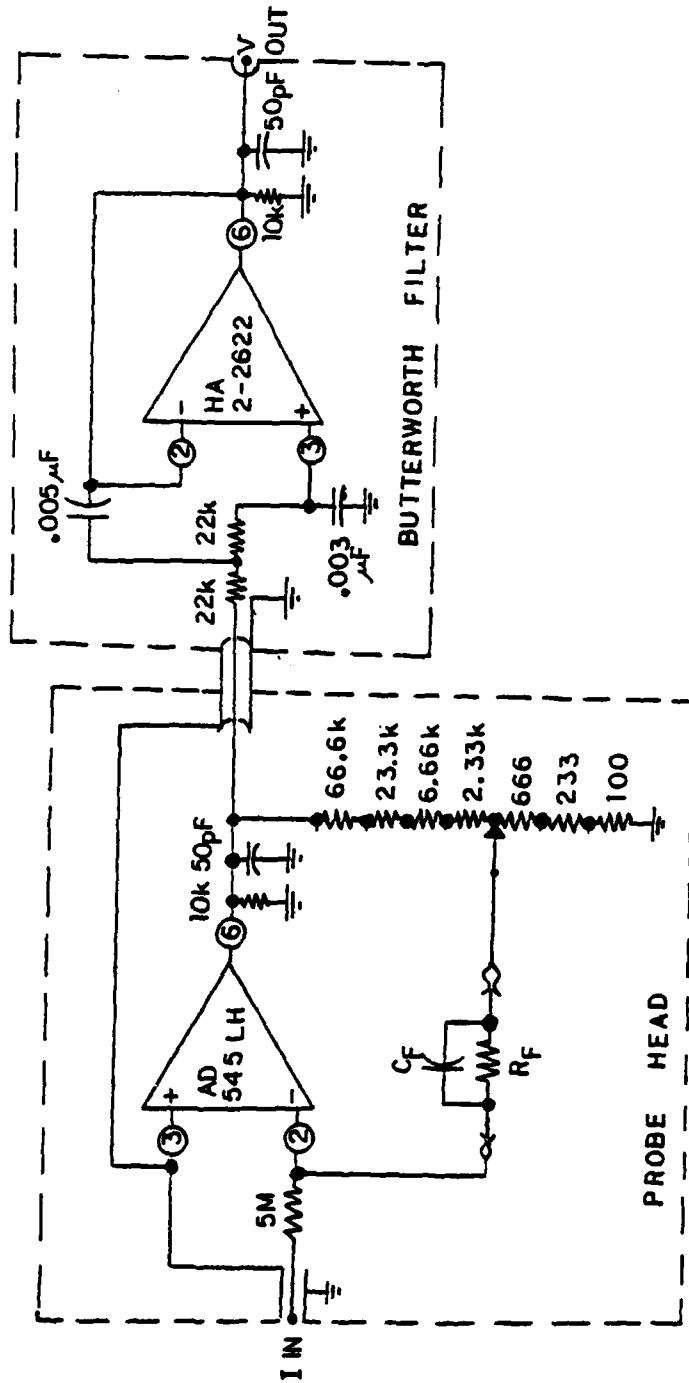 I IN
5M
3
2
+
-
AD
545 LH
6
10k
50pF
66.6k
23.3k
6.66k
2.33k
666
233
100
CF
RF
PROBE HEAD
22k
22k
.005µF
.003
µF
2
3
-
+
HA
2-2622
6
10k
50pF
V
OUT
BUTTERWORTH FILTER